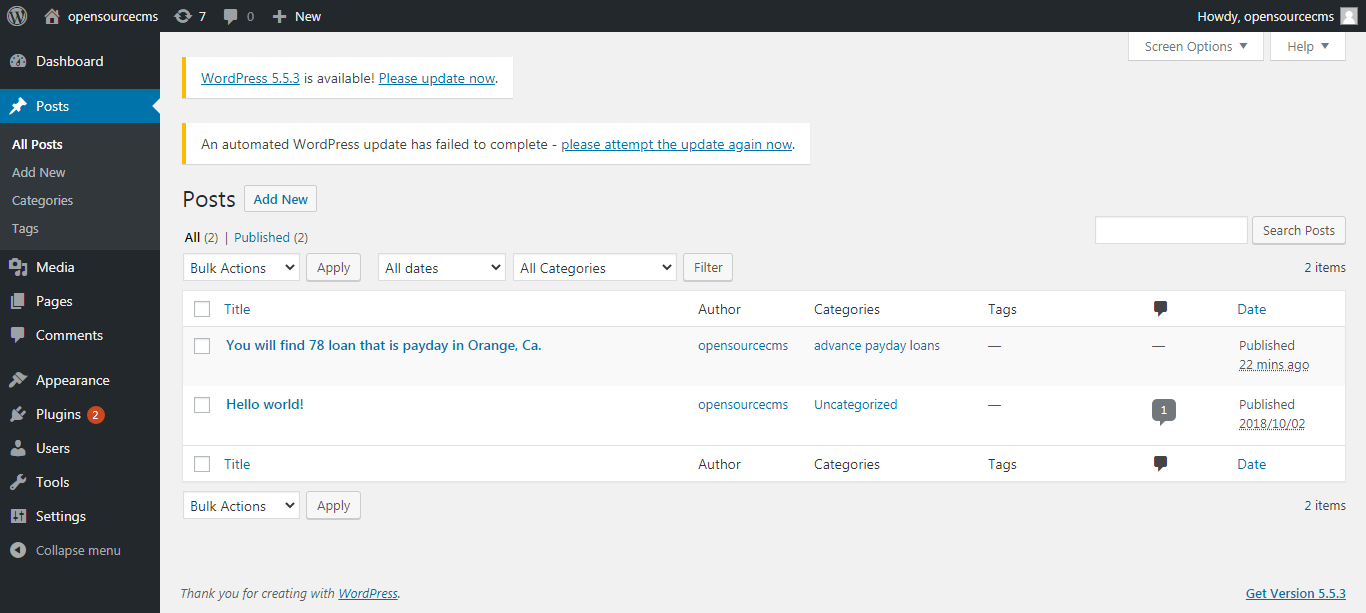 opensourcecms 7 0 New Howdy, opensourcecms
Screen Options Help
Dashboard
Posts
All Posts
Add New
Categories
Tags
Media
Pages
Comments
Appearance
Plugins 2
Users
Tools
Settings
Collapse menu
WordPress 5.5.3 is available! Please update now.
An automated WordPress update has failed to complete - please attempt the update again now.
Posts Add New
All (2) | Published (2)
Search Posts
Bulk Actions Apply All dates All Categories Filter 2 items
Title Author Categories Tags Date
You will find 78 loan that is payday in Orange, Ca. opensourcecms advance payday loans — — Published
22 mins ago
Hello world! opensourcecms Uncategorized — 1 Published
2018/10/02
Title Author Categories Tags Date
Bulk Actions Apply 2 items
Thank you for creating with WordPress. Get Version 5.5.3